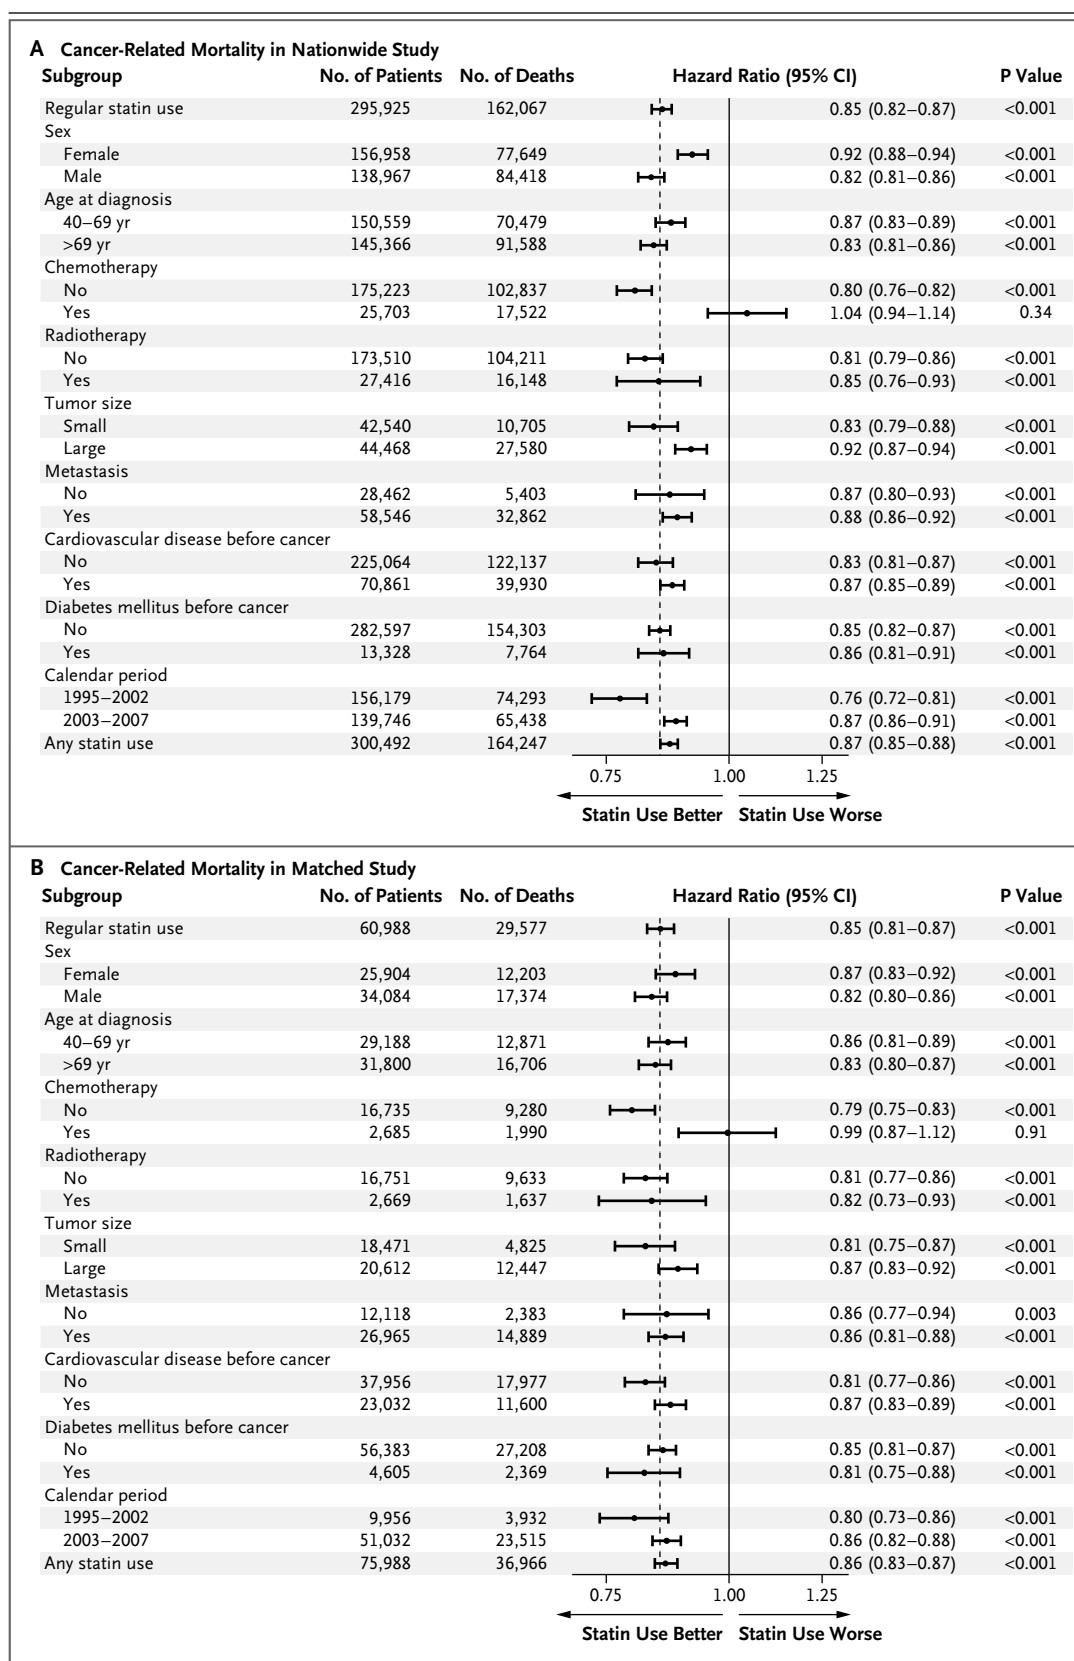 A Cancer-Related Mortality in Nationwide Study
Subgroup No. of Patients No. of Deaths Hazard Ratio (95% CI) P Value
Regular statin use 295,925 162,067 0.85 (0.82–0.87) <0.001
Sex
Female 156,958 77,649 0.92 (0.88–0.94) <0.001
Male 138,967 84,418 0.82 (0.81–0.86) <0.001
Age at diagnosis
40–69 yr 150,559 70,479 0.87 (0.83–0.89) <0.001
>69 yr 145,366 91,588 0.83 (0.81–0.86) <0.001
Chemotherapy
No 175,223 102,837 0.80 (0.76–0.82) <0.001
Yes 25,703 17,522 1.04 (0.94–1.14) 0.34
Radiotherapy
No 173,510 104,211 0.81 (0.79–0.86) <0.001
Yes 27,416 16,148 0.85 (0.76–0.93) <0.001
Tumor size
Small 42,540 10,705 0.83 (0.79–0.88) <0.001
Large 44,468 27,580 0.92 (0.87–0.94) <0.001
Metastasis
No 28,462 5,403 0.87 (0.80–0.93) <0.001
Yes 58,546 32,862 0.88 (0.86–0.92) <0.001
Cardiovascular disease before cancer
No 225,064 122,137 0.83 (0.81–0.87) <0.001
Yes 70,861 39,930 0.87 (0.85–0.89) <0.001
Diabetes mellitus before cancer
No 282,597 154,303 0.85 (0.82–0.87) <0.001
Yes 13,328 7,764 0.86 (0.81–0.91) <0.001
Calendar period
1995–2002 156,179 74,293 0.76 (0.72–0.81) <0.001
2003–2007 139,746 65,438 0.87 (0.86–0.91) <0.001
Any statin use 300,492 164,247 0.87 (0.85–0.88) <0.001
0.75 1.00 1.25
Statin Use Better Statin Use Worse
B Cancer-Related Mortality in Matched Study
Subgroup No. of Patients No. of Deaths Hazard Ratio (95% CI) P Value
Regular statin use 60,988 29,577 0.85 (0.81–0.87) <0.001
Sex
Female 25,904 12,203 0.87 (0.83–0.92) <0.001
Male 34,084 17,374 0.82 (0.80–0.86) <0.001
Age at diagnosis
40–69 yr 29,188 12,871 0.86 (0.81–0.89) <0.001
>69 yr 31,800 16,706 0.83 (0.80–0.87) <0.001
Chemotherapy
No 16,735 9,280 0.79 (0.75–0.83) <0.001
Yes 2,685 1,990 0.99 (0.87–1.12) 0.91
Radiotherapy
No 16,751 9,633 0.81 (0.77–0.86) <0.001
Yes 2,669 1,637 0.82 (0.73–0.93) <0.001
Tumor size
Small 18,471 4,825 0.81 (0.75–0.87) <0.001
Large 20,612 12,447 0.87 (0.83–0.92) <0.001
Metastasis
No 12,118 2,383 0.86 (0.77–0.94) 0.003
Yes 26,965 14,889 0.86 (0.81–0.88) <0.001
Cardiovascular disease before cancer
No 37,956 17,977 0.81 (0.77–0.86) <0.001
Yes 23,032 11,600 0.87 (0.83–0.89) <0.001
Diabetes mellitus before cancer
No 56,383 27,208 0.85 (0.81–0.87) <0.001
Yes 4,605 2,369 0.81 (0.75–0.88) <0.001
Calendar period
1995–2002 9,956 3,932 0.80 (0.73–0.86) <0.001
2003–2007 51,032 23,515 0.86 (0.82–0.88) <0.001
Any statin use 75,988 36,966 0.86 (0.83–0.87) <0.001
0.75 1.00 1.25
Statin Use Better Statin Use Worse